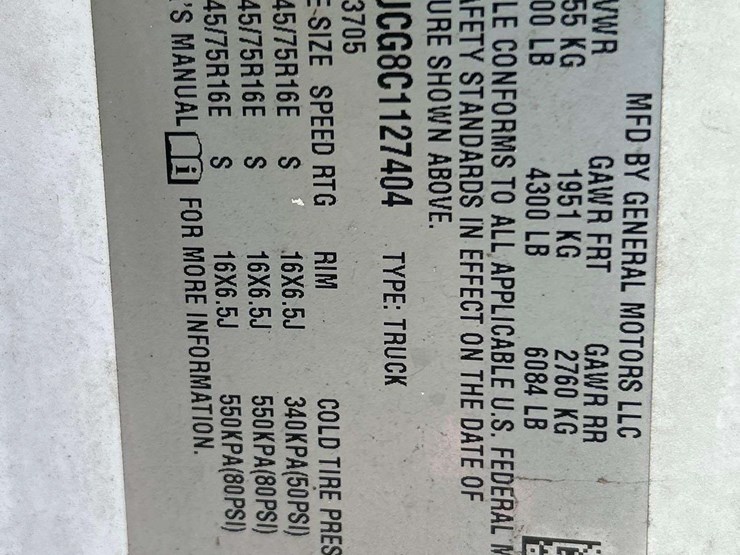 MFD BY GENERAL MOTORS LLC
VWR GAWR FRT GAWR RR
55 KG 1951 KG 2760 KG
00 LB 4300 LB 6084 LB
LE CONFORMS TO ALL APPLICABLE U.S. FEDERAL M
AFETY STANDARDS IN EFFECT ON THE DATE OF
URE SHOWN ABOVE.
JCG8C1127404 TYPE: TRUCK
3705
E SIZE SPEED RTG RIM COLD TIRE PRES
45/75R16E S 16X6.5J 340KPA(50PSI)
45/75R16E S 16X6.5J 550KPA(80PSI)
45/75R16E S 16X6.5J 550KPA(80PSI)
'S MANUAL i FOR MORE INFORMATION.